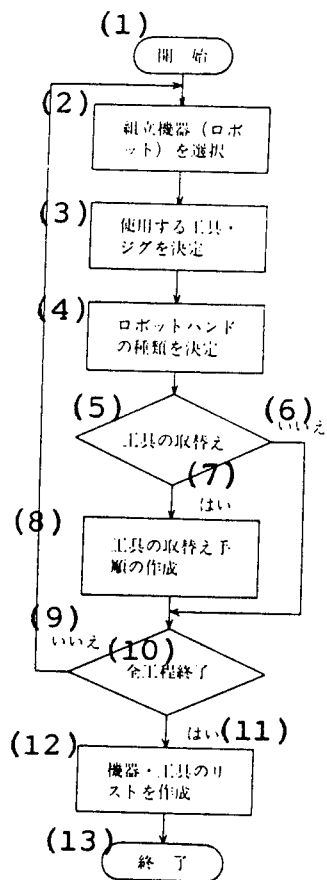 (1)
開始
(2)
組立機器（ロボ
ット）を選択
(3)
使用する工具・
ジグを決定
(4)
ロボットハンド
の種類を決定
(5)
(6)
工具の取替え
いいえ
(7)
はい
(8)
工具の取替え手
順の作成
(9)
いいえ
(10)
全工程終了
はい
(11)
(12)
機器・工具のリ
ストを作成
(13)
終了